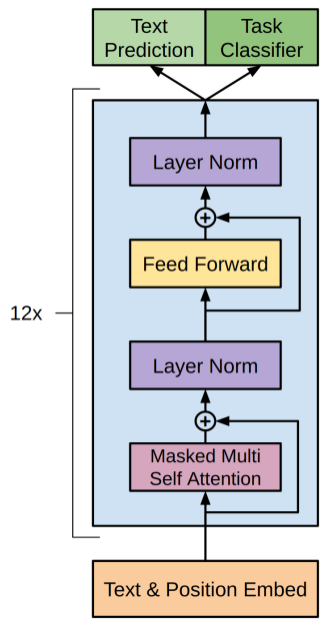 Text
Prediction
Task
Classifier
Layer Norm
Feed Forward
12x
Layer Norm
Masked Multi
Self Attention
Text & Position Embed